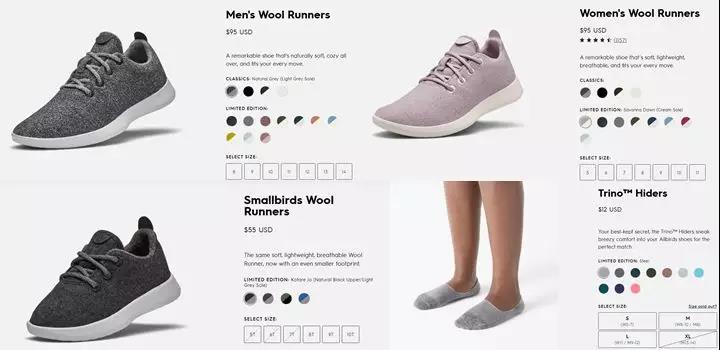 Men's Wool Runners
$95 USD
A remarkable shoe that's naturally soft, cozy all
over, and fits your every move.
CLASSICS: Natural Grey (Light Grey Sole)
LIMITED EDITION:
SELECT SIZE:
8 9 10 11 12 13 14
Women's Wool Runners
$95 USD
(1157)
A remarkable shoe that's soft, lightweight,
breathable, and fits your every move.
CLASSICS:
LIMITED EDITION: Savanna Dawn (Cream Sole)
SELECT SIZE:
5 6 7 8 9 10 11
Smallbirds Wool
Runners
$55 USD
The same soft, lightweight, breathable Wool
Runner, now with an even smaller footprint.
LIMITED EDITION: Kotare Jo (Natural Black Upper/Light
Grey Sole)
SELECT SIZE:
5T 6T 7T 8T 9T 10T
Trino™ Hiders
$12 USD
Your best-kept secret, the Trino™ Hiders sneak
breezy comfort into your Allbirds shoes for the
perfect match.
LIMITED EDITION:
SELECT SIZE: Size sold out?
S M
(W5-7) (W8-10 / M8)
L XL
(W11 / M9-12) (M13-14)